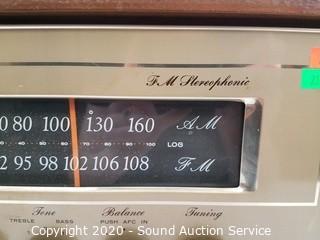 F.M Stereophonic
0 80 100 130 160 AM
LOG
2 95 98 102 106 108 FM
Tone Balance Tuning
TREBLE BASS PUSH AFC IN
Copyright 2020 - Sound Auction Service